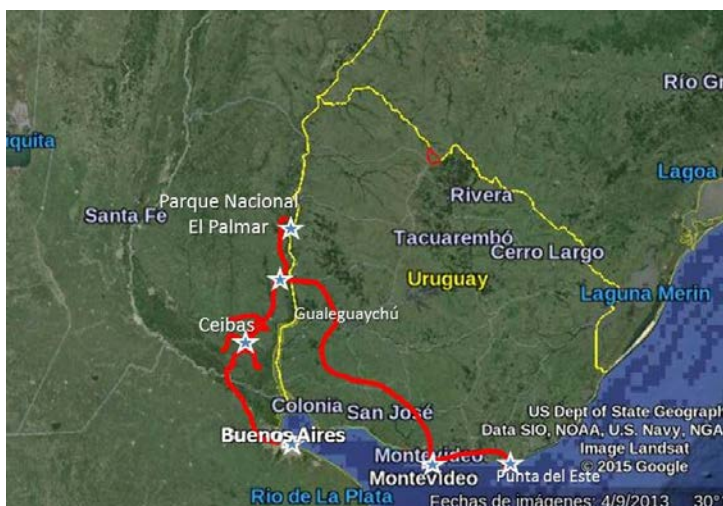 Río Gr
iquita
Lagoa
Parque Nacional
El Palmar
Santa Fe
Rivera
Tacuarembó
Cerro Largo
Uruguay
Laguna Merin
Gualeguaychú
Ceibas
Colonia
San José
US Dept of State Geograph
Data SIO, NOAA, U.S. Navy, NGA,
Image Landsat
© 2015 Google
Buenos Aires
Montevideo
Montevideo
Punta del Este
Río de La Plata
Fechas de imágenes: 4/9/2013
30°